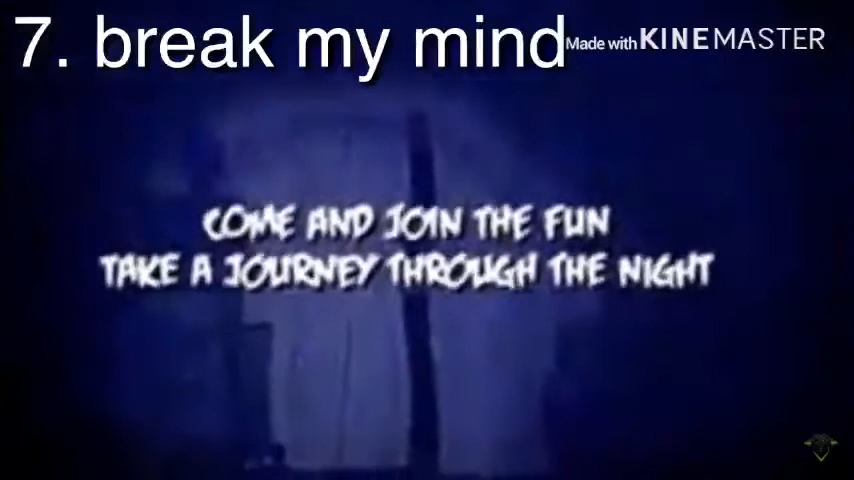 7. break my mind
Made with KINEMASTER
COME AND JOIN THE FUN
TAKE A JOURNEY THROUGH THE NIGHT